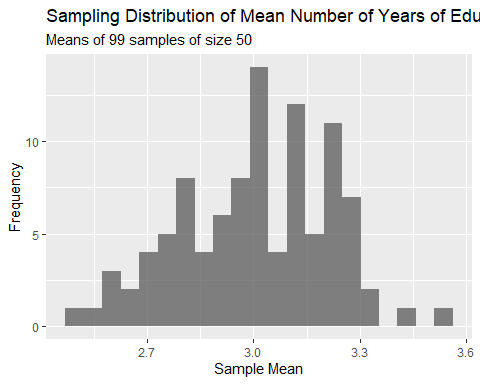 Sampling Distribution of Mean Number of Years of Edu
Means of 99 samples of size 50
Frequency
10
5
0
2.7 3.0 3.3 3.6
Sample Mean